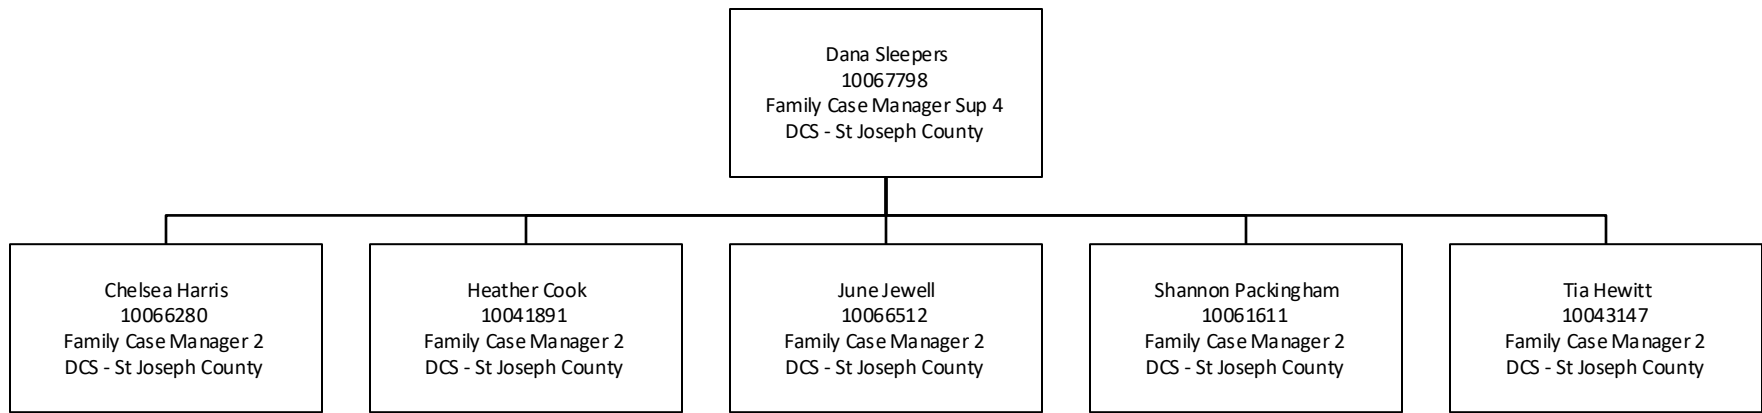 Dana Sleepers
10067798
Family Case Manager Sup 4
DCS - St Joseph County
Chelsea Harris
10066280
Family Case Manager 2
DCS - St Joseph County
Heather Cook
10041891
Family Case Manager 2
DCS - St Joseph County
June Jewell
10066512
Family Case Manager 2
DCS - St Joseph County
Shannon Packingham
10061611
Family Case Manager 2
DCS - St Joseph County
Tia Hewitt
10043147
Family Case Manager 2
DCS - St Joseph County